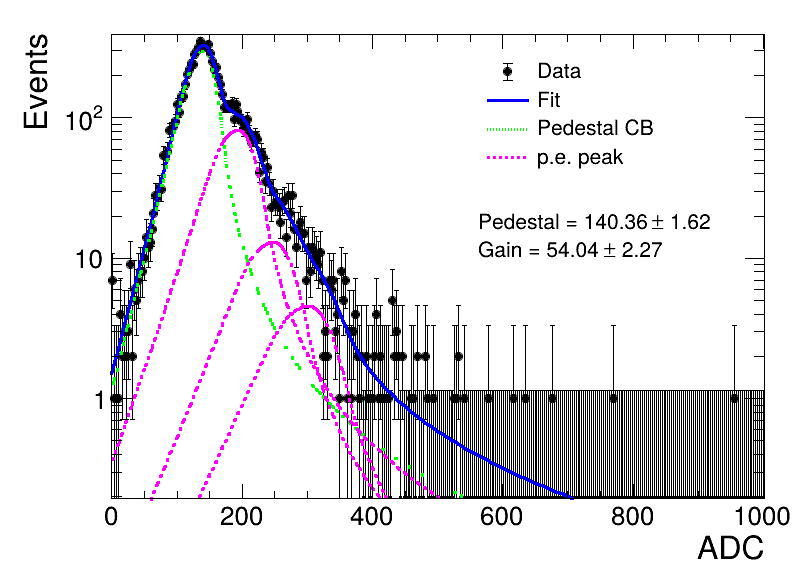 Events
10²
10
1
Data
Fit
Pedestal CB
p.e. peak
Pedestal = 140.36 ± 1.62
Gain = 54.04 ± 2.27
0 200 400 600 800 1000
ADC